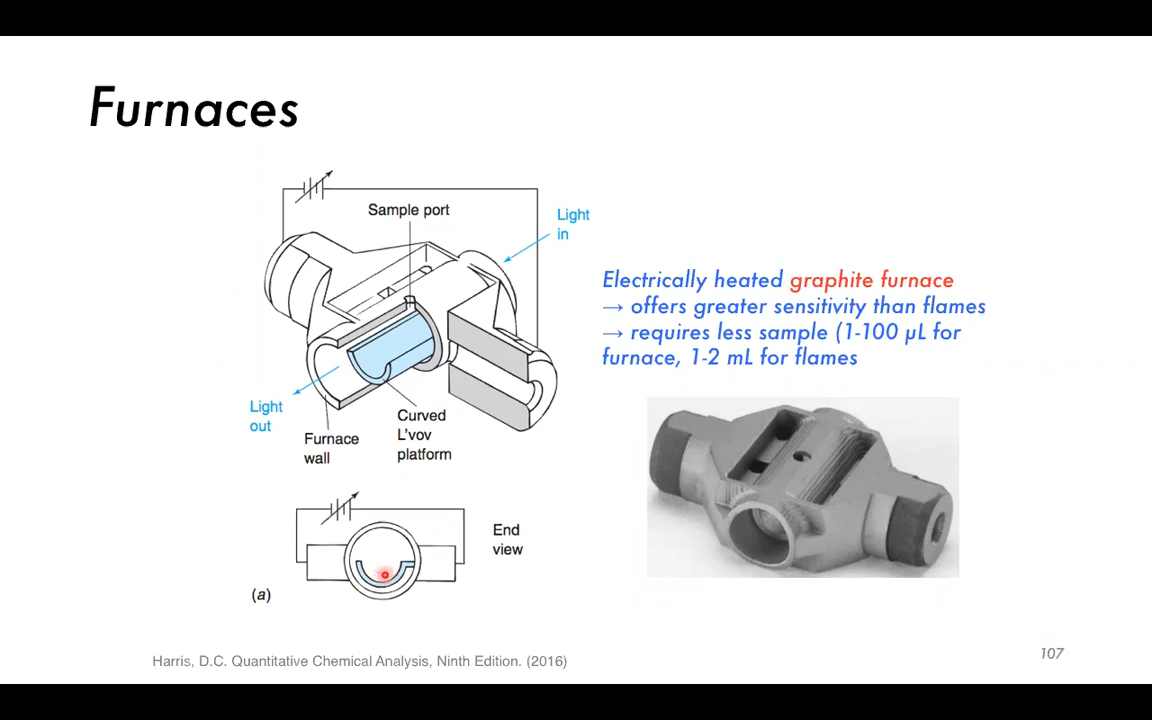 Furnaces
Sample port
Light
in
Light
out
Furnace
wall
Curved
L'vov
platform
End
view
(a)
Electrically heated graphite furnace
→ offers greater sensitivity than flames
→ requires less sample (1-100 µL for
furnace, 1-2 mL for flames
Harris, D.C. Quantitative Chemical Analysis, Ninth Edition. (2016)
107